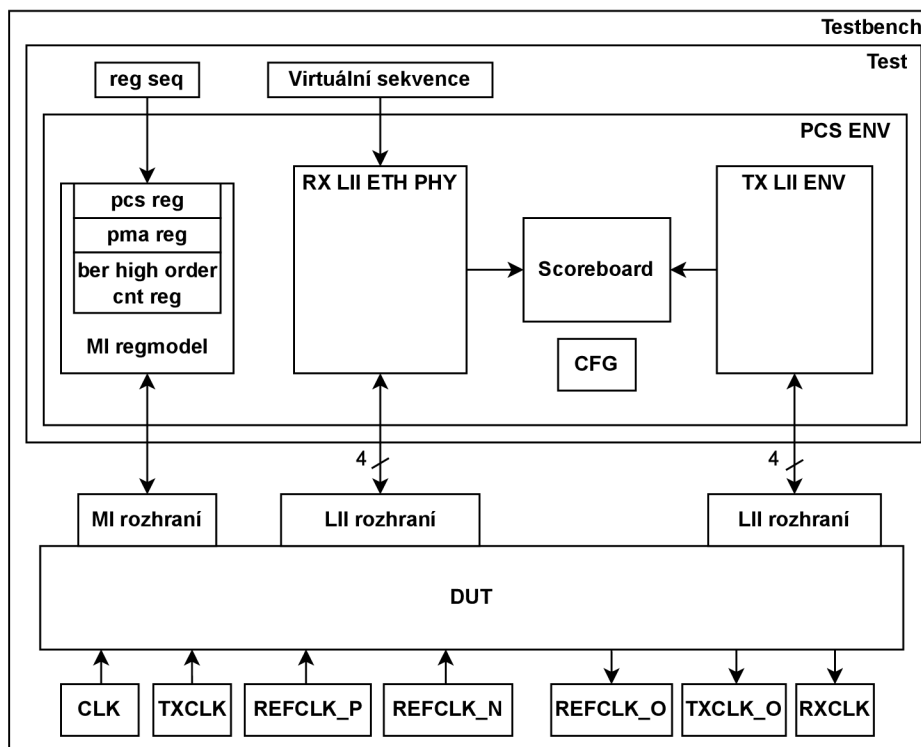 Testbench
Test
reg seq
Virtuální sekvence
PCS ENV
pcs reg
pma reg
ber high order
cnt reg
MI regmodel
RX LII ETH PHY
Scoreboard
CFG
TX LII ENV
4
4
MI rozhraní
LII rozhraní
LII rozhraní
DUT
CLK
TXCLK
REFCLK_P
REFCLK_N
REFCLK_O
TXCLK_O
RXCLK